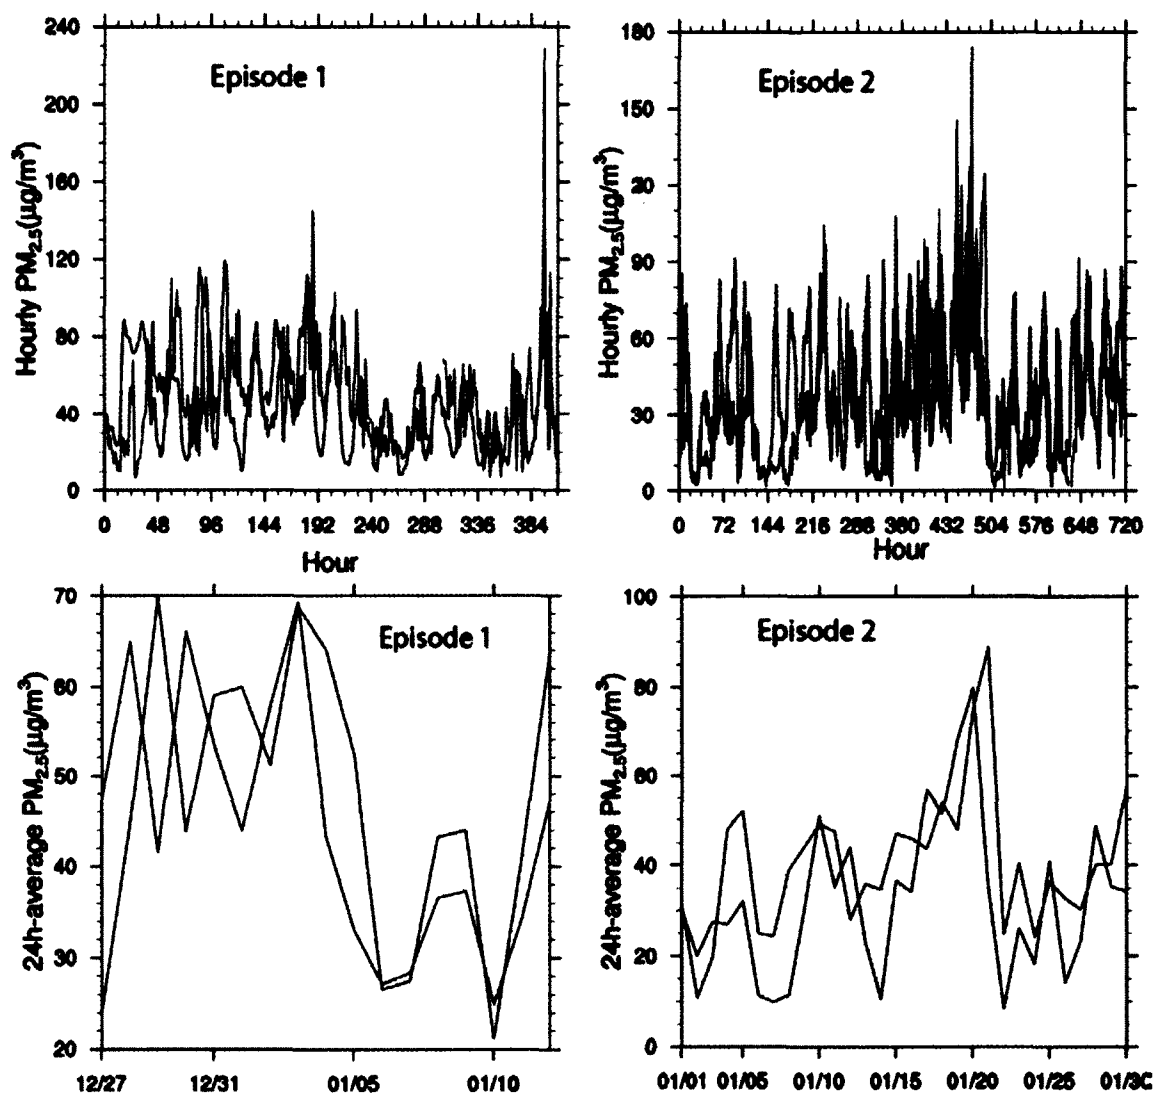 240
200
160
120
80
40
0
Hourly PM2.5(μg/m³)
Episode 1
0 48 96 144 192 240 288 336 384
Hour
180
150
20
90
60
30
0
Hourly PM2.5(μg/m³)
Episode 2
0 72 144 216 288 360 432 504 576 648 720
Hour
70
60
50
40
30
20
24h-average PM2.5(μg/m³)
Episode 1
12/27 12/31 01/05 01/10
100
80
60
40
20
0
24h-average PM2.5(μg/m³)
Episode 2
01/01 01/05 01/10 01/15 01/20 01/25 01/3C